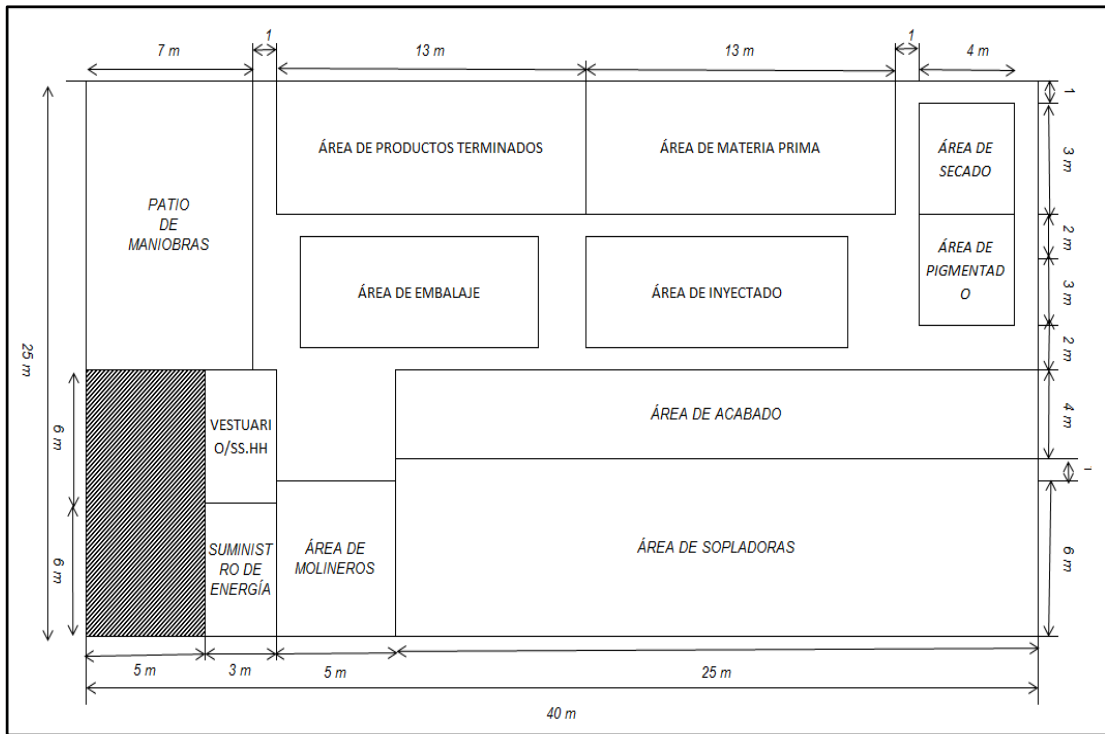 7 m
1
13 m
13 m
1
4 m
1
ÁREA DE PRODUCTOS TERMINADOS
ÁREA DE MATERIA PRIMA
ÁREA DE
SECADO
3 m
PATIO
DE
MANIOBRAS
2 m
ÁREA DE
PIGMENTAD
O
ÁREA DE EMBALAJE
ÁREA DE INYECTADO
3 m
2 m
25 m
6 m
VESTUARI
O/SS.HH
ÁREA DE ACABADO
4 m
1
6 m
SUMINIST
RO DE
ENERGÍA
ÁREA DE
MOLINEROS
ÁREA DE SOPLADORAS
6 m
5 m
3 m
5 m
25 m
40 m